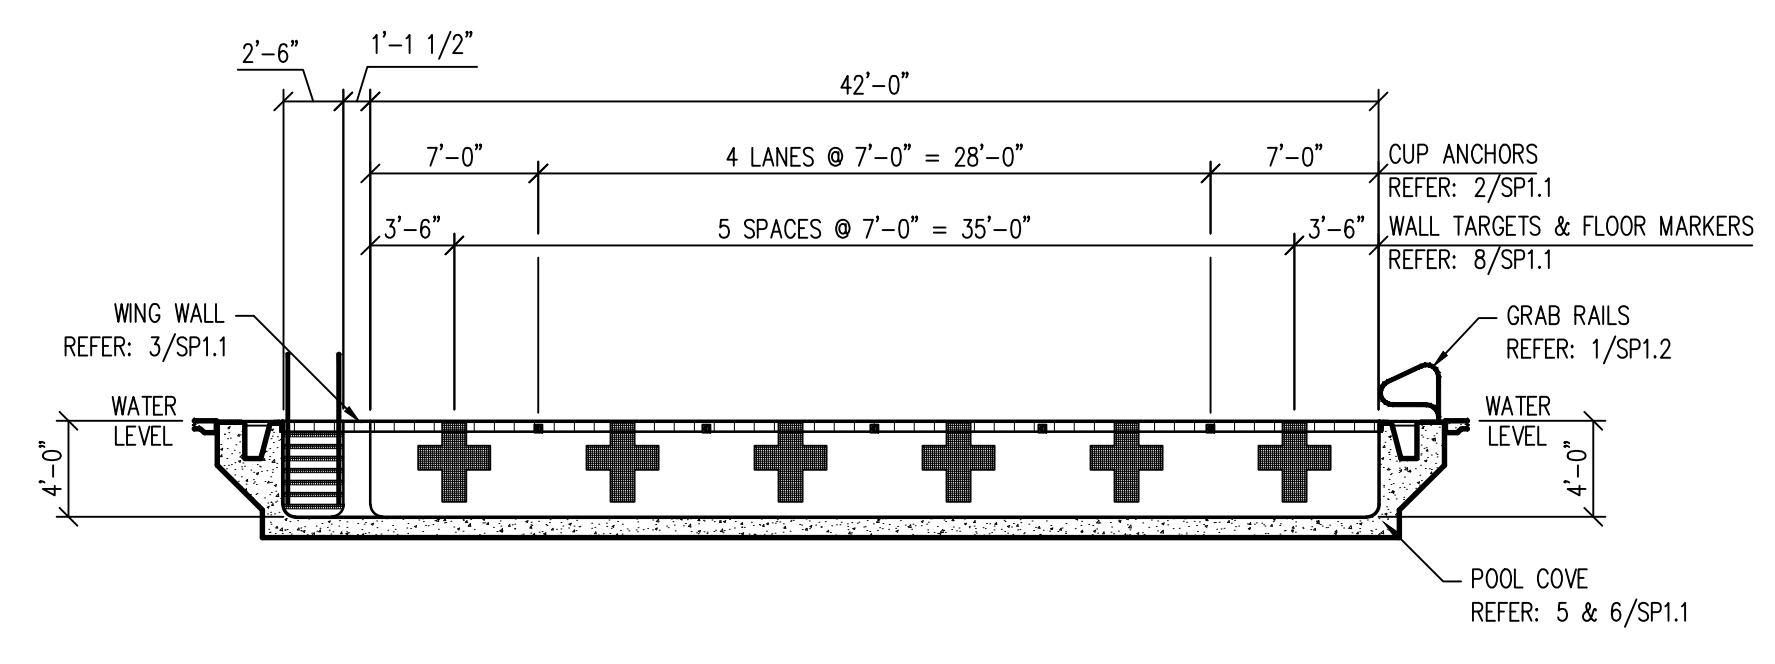 2'-6"
1'-1 1/2"
42'-0"
7'-0"
4 LANES @ 7'-0" = 28'-0"
7'-0"
CUP ANCHORS
REFER: 2/SP1.1
3'-6"
5 SPACES @ 7'-0" = 35'-0"
3'-6"
WALL TARGETS & FLOOR MARKERS
REFER: 8/SP1.1
WING WALL
REFER: 3/SP1.1
GRAB RAILS
REFER: 1/SP1.2
WATER
LEVEL
WATER
LEVEL
4'-0"
4'-0"
POOL COVE
REFER: 5 & 6/SP1.1